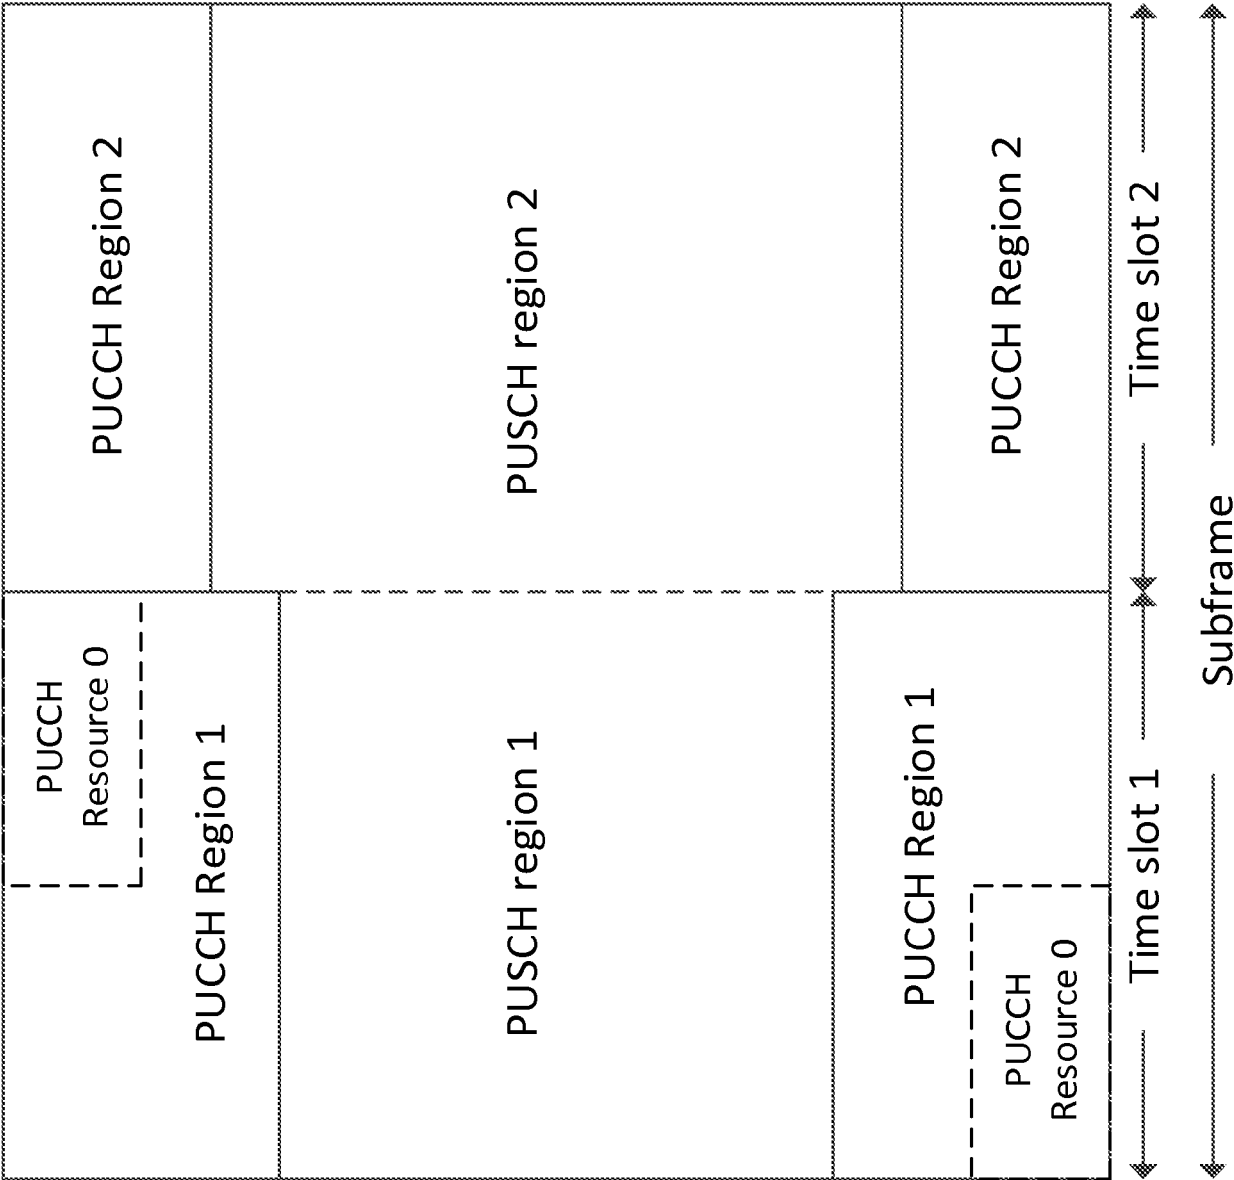 PUCCH
Resource 0
PUCCH Region 1
PUCCH Region 2
PUSCH region 1
PUSCH region 2
PUCCH Region 1
PUCCH Region 2
PUCCH
Resource 0
Time slot 1
Time slot 2
Subframe